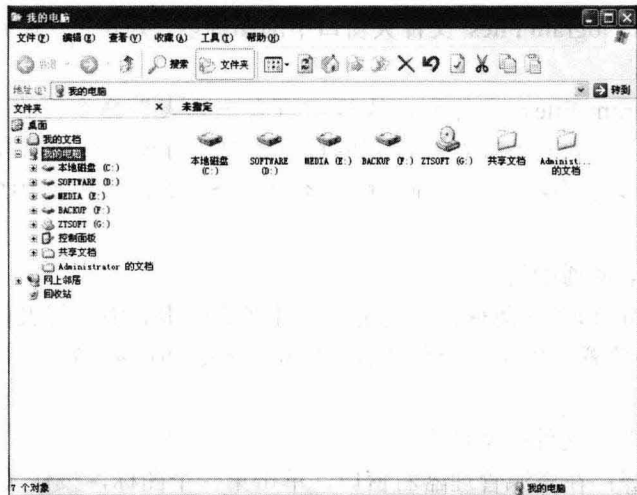 我的电脑
文件(F) 编辑(E) 查看(V) 收藏(A) 工具(T) 帮助(H)
搜索 文件夹
地址(D) 我的电脑 转到
文件夹 × 未指定
桌面
我的文档
我的电脑
本地磁盘 (C:)
SOFTWARE (D:)
MEDIA (E:)
BACKUP (F:)
ZTSOFT (G:)
控制面板
共享文档
Administrator 的文档
网上邻居
回收站
本地磁盘 (C:)
SOFTWARE (D:)
MEDIA (E:)
BACKUP (F:)
ZTSOFT (G:)
共享文档
Administ... 的文档
7 个对象 我的电脑